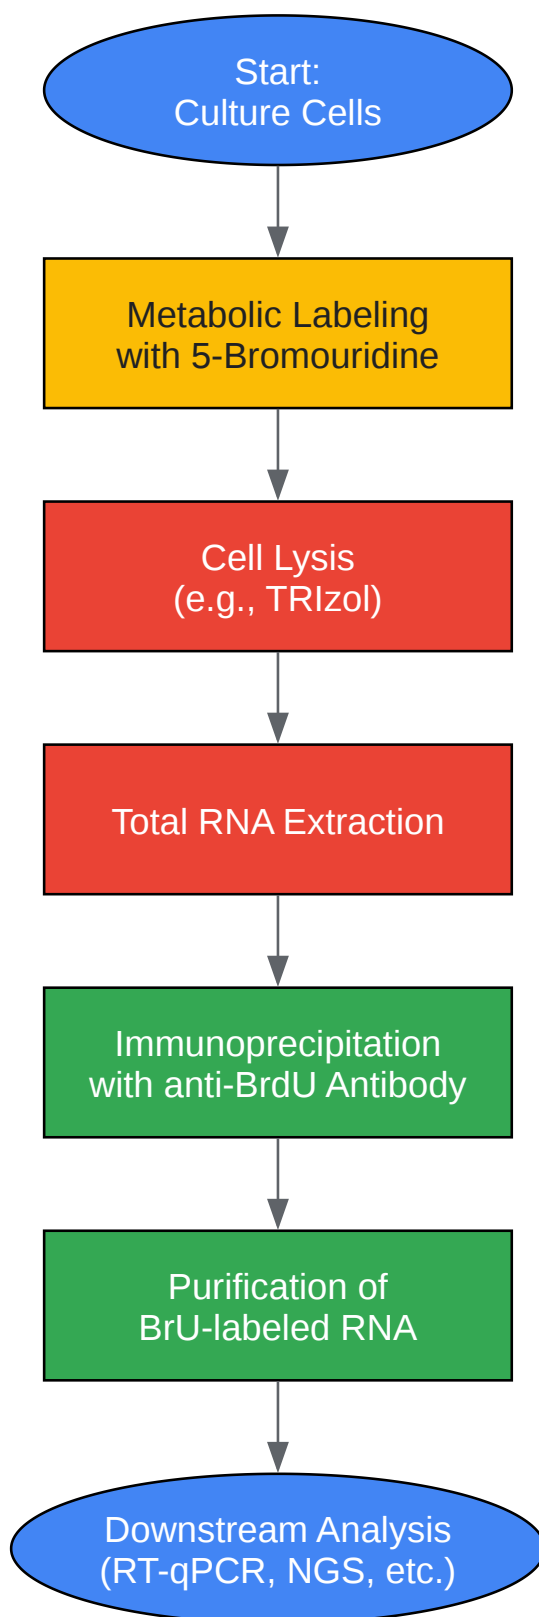 Start:
Culture Cells
Metabolic Labeling
with 5-Bromouridine
Cell Lysis
(e.g., TRIzol)
Total RNA Extraction
Immunoprecipitation
with anti-BrdU Antibody
Purification of
BrU-labeled RNA
Downstream Analysis
(RT-qPCR, NGS, etc.)